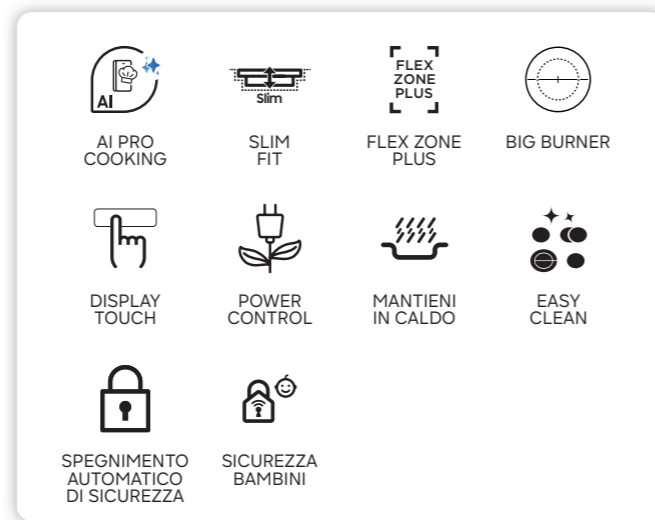 AI
Slim
FLEX
ZONE
PLUS
AI PRO
COOKING
SLIM
FIT
FLEX ZONE
PLUS
BIG BURNER
DISPLAY
TOUCH
POWER
CONTROL
MANTIENI
IN CALDO
EASY
CLEAN
SPEGNIMENTO
AUTOMATICO
DI SICUREZZA
SICUREZZA
BAMBINI